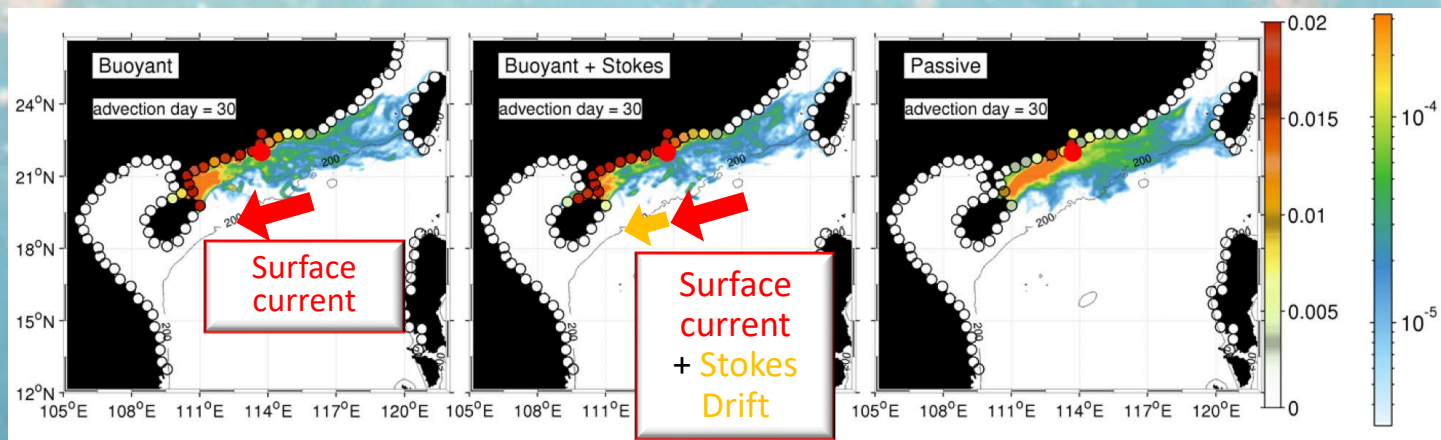 Buoyant
advection day = 30
Buoyant + Stokes
advection day = 30
Passive
advection day = 30
24°N
21°N
18°N
15°N
12°N
105°E 108°E 111°E 114°E 117°E 120°E
105°E 108°E 111°E 114°E 117°E 120°E
105°E 108°E 111°E 114°E 117°E 120°E
200
200
200
200
200
200
200
200
Surface
current
Surface
current
+ Stokes
Drift
0.02
0.015
0.01
0.005
0
10⁻⁴
10⁻⁵